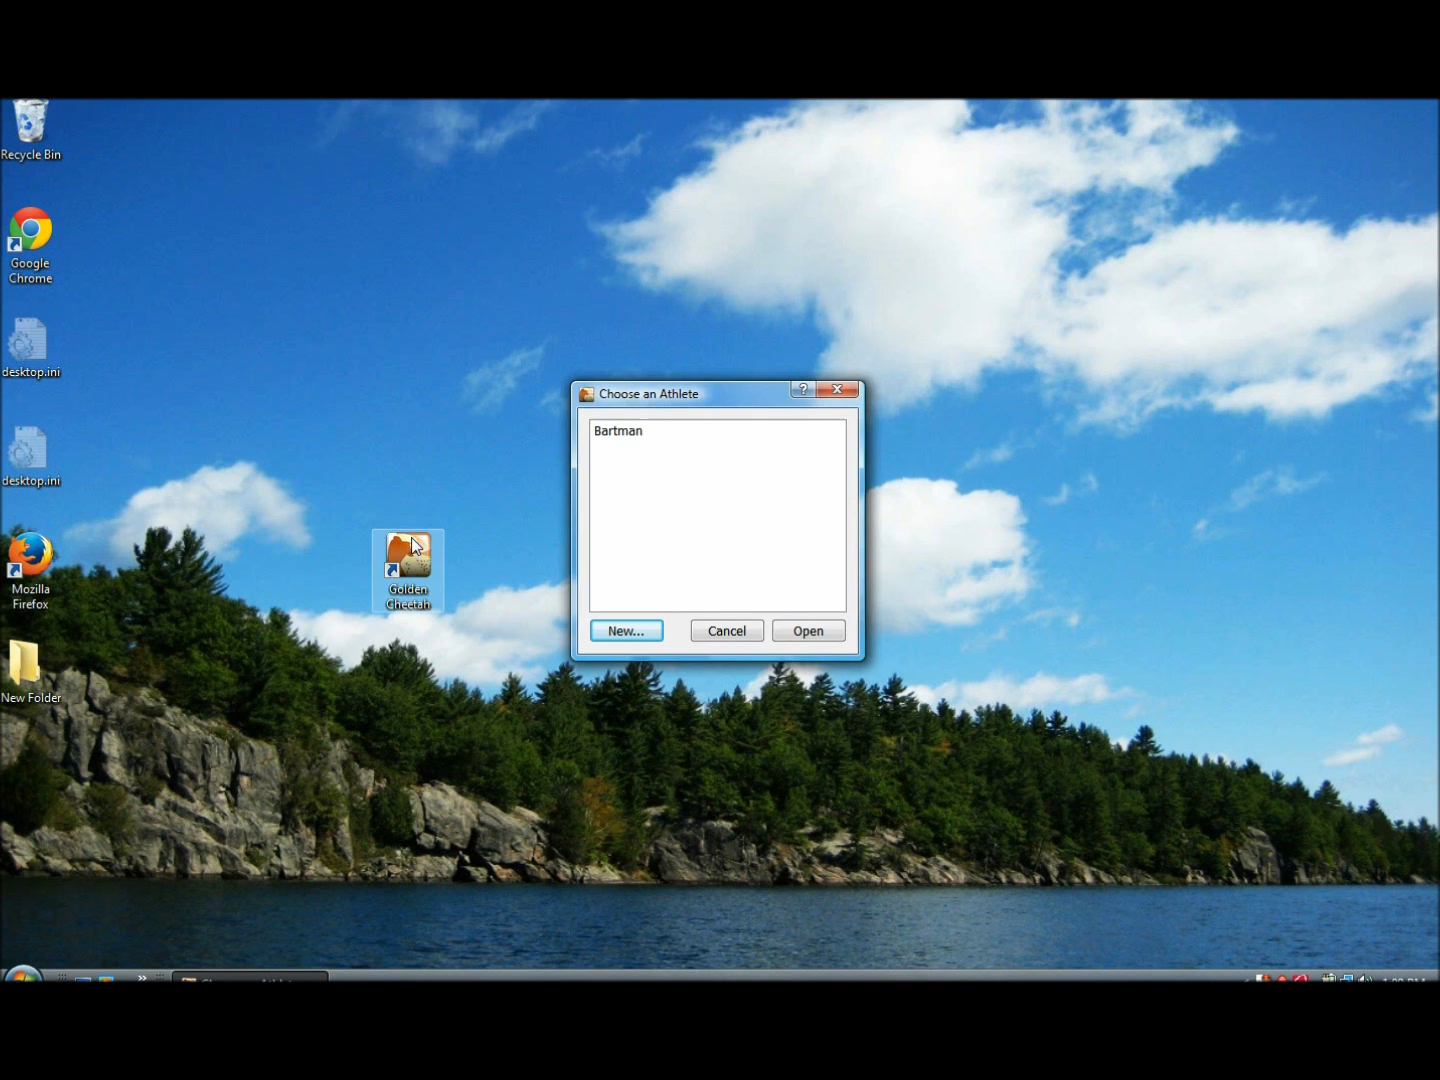 Recycle Bin
Google
Chrome
desktop.ini
desktop.ini
Mozilla
Firefox
New Folder
Golden
Cheetah
Choose an Athlete
?
Bartman
New...
Cancel
Open